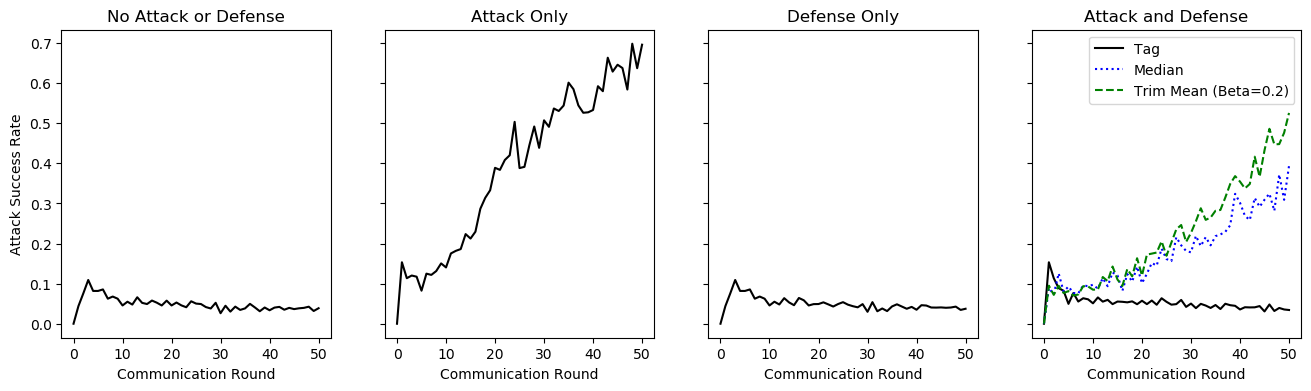 No Attack or Defense
Attack Only
Defense Only
Attack and Defense
Attack Success Rate
0.7
0.6
0.5
0.4
0.3
0.2
0.1
0.0
Tag
Median
Trim Mean (Beta=0.2)
0 10 20 30 40 50
0 10 20 30 40 50
0 10 20 30 40 50
0 10 20 30 40 50
Communication Round
Communication Round
Communication Round
Communication Round